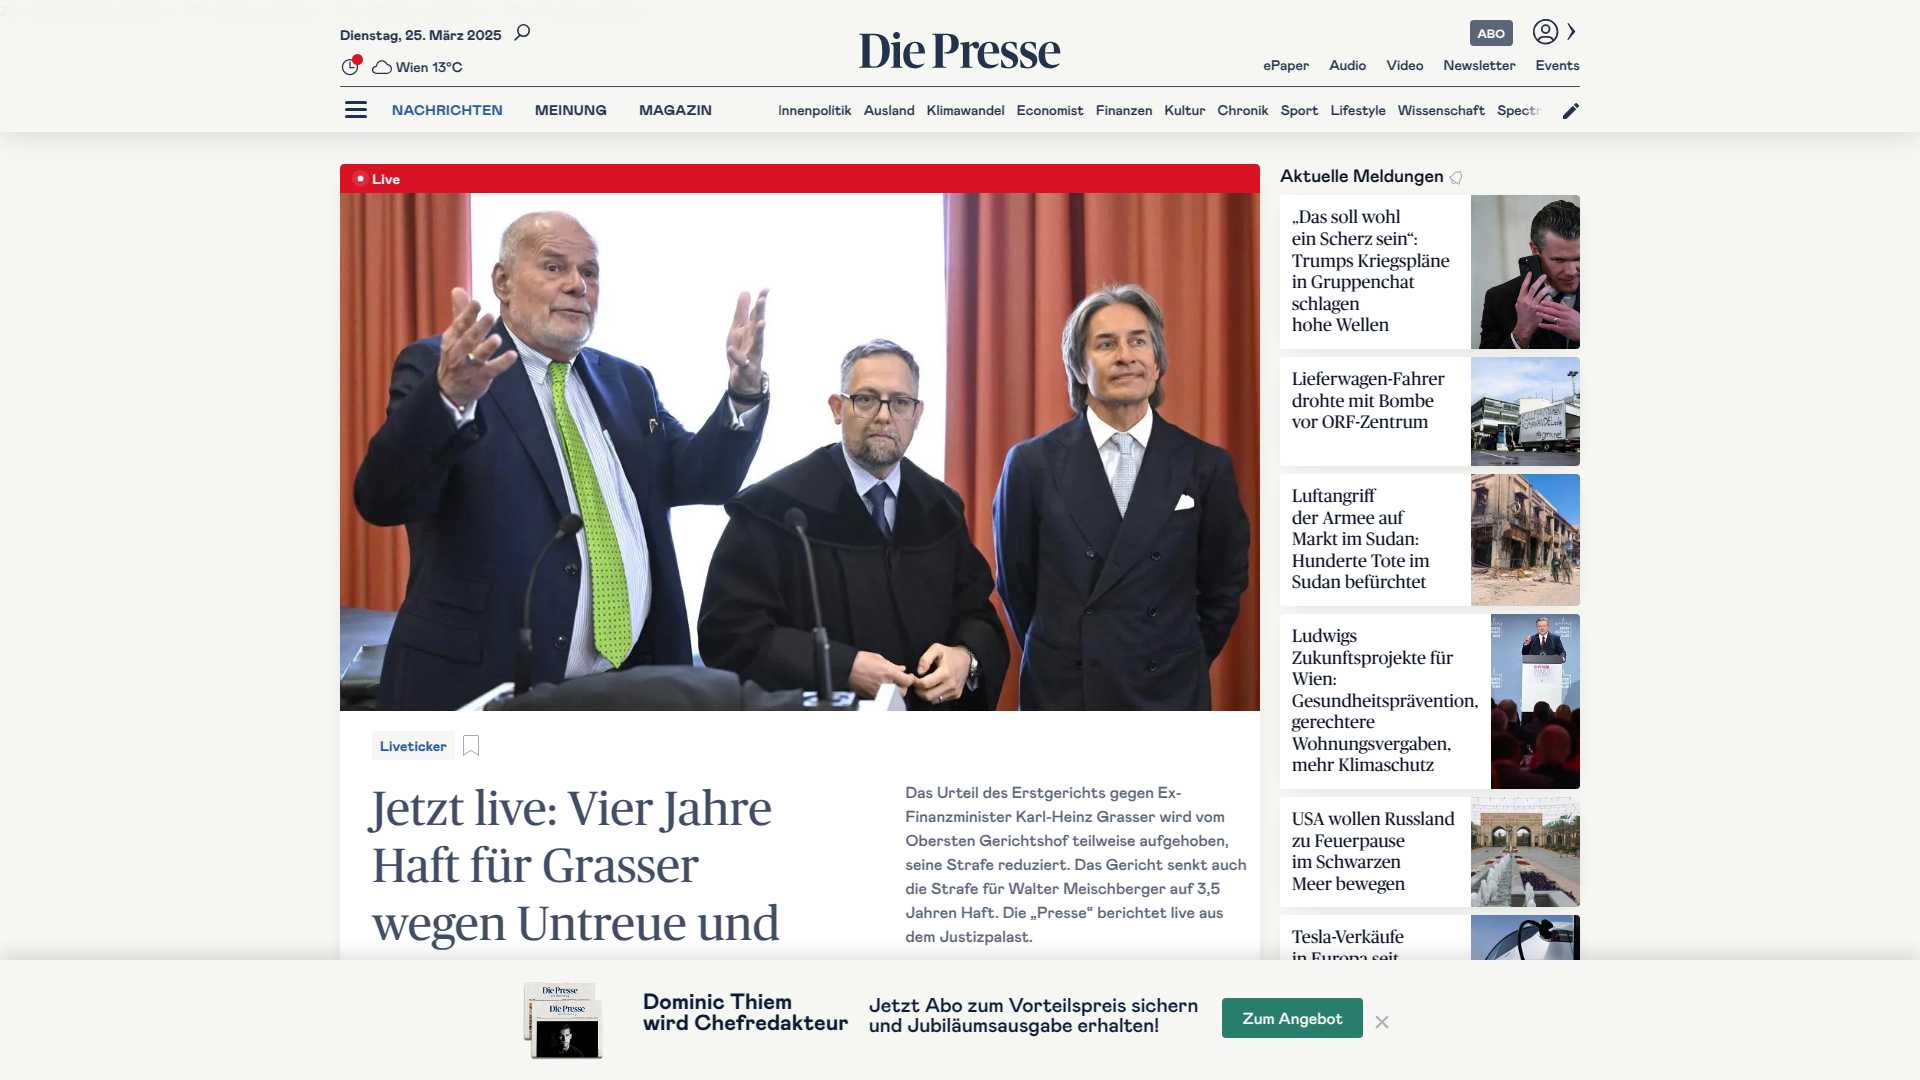 Dienstag, 25. März 2025
Wien 13°C
Die Presse
ABO
ePaper Audio Video Newsletter Events
NACHRICHTEN MEINUNG MAGAZIN
Innenpolitik Ausland Klimawandel Economist Finanzen Kultur Chronik Sport Lifestyle Wissenschaft Spectr
Live
Liveticker
Jetzt live: Vier Jahre
Haft für Grasser
wegen Untreue und
Das Urteil des Erstgerichts gegen Ex-
Finanzminister Karl-Heinz Grasser wird vom
Obersten Gerichtshof teilweise aufgehoben,
seine Strafe reduziert. Das Gericht senkt auch
die Strafe für Walter Meischberger auf 3,5
Jahren Haft. Die „Presse“ berichtet live aus
dem Justizpalast.
Aktuelle Meldungen
„Das soll wohl
ein Scherz sein“:
Trumps Kriegspläne
in Gruppenchat
schlagen
hohe Wellen
Lieferwagen-Fahrer
drohte mit Bombe
vor ORF-Zentrum
Luftangriff
der Armee auf
Markt im Sudan:
Hunderte Tote im
Sudan befürchtet
Ludwigs
Zukunftsprojekte für
Wien:
Gesundheitsprävention,
gerechtere
Wohnungsvergaben,
mehr Klimaschutz
USA wollen Russland
zu Feuerpause
im Schwarzen
Meer bewegen
Tesla-Verkäufe
in Europa seit
Die Presse
Die Presse
Dominic Thiem
wird Chefredakteur
Jetzt Abo zum Vorteilspreis sichern
und Jubiläumsausgabe erhalten!
Zum Angebot